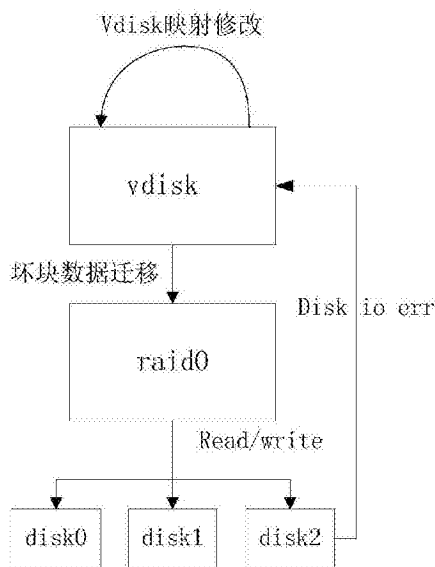 Vdisk映射修改
vdisk
坏块数据迁移
Disk io err
raid0
Read/write
disk0
disk1
disk2